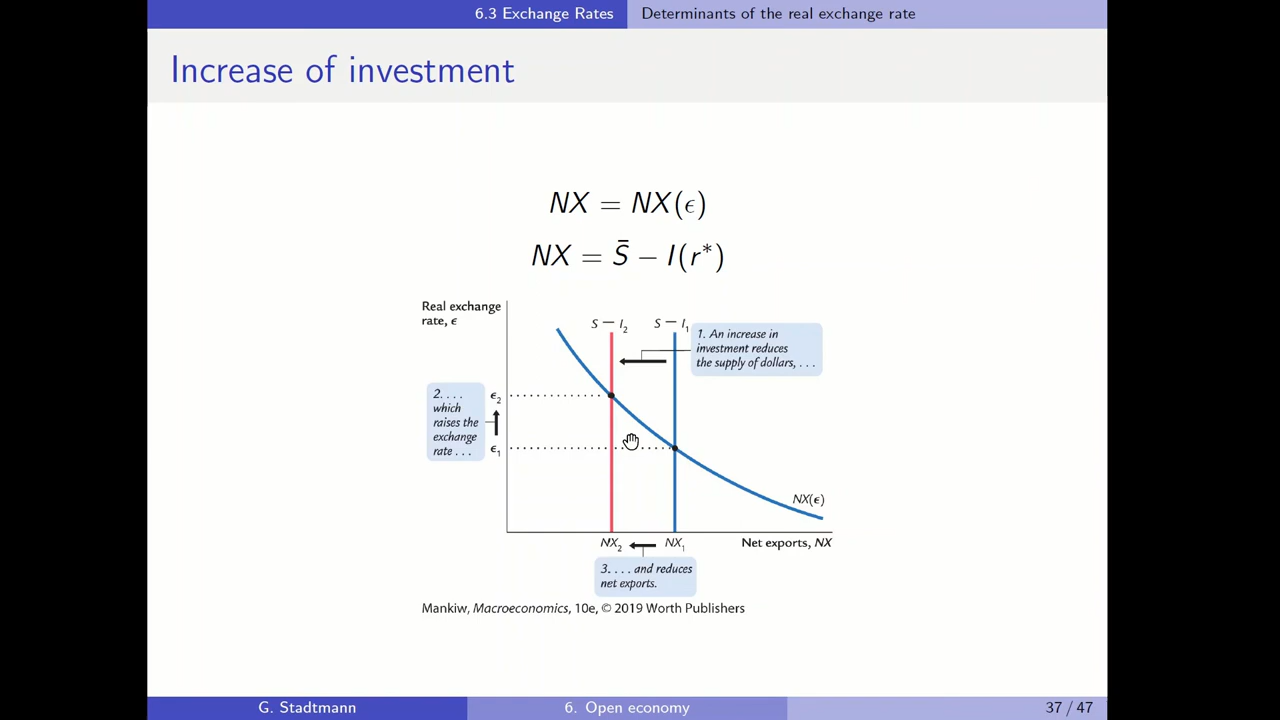 6.3 Exchange Rates Determinants of the real exchange rate
Increase of investment
NX = NX(ϵ)
NX = S̄ − I(r*)
Real exchange
rate, ϵ
S − I₂
S − I₁
1. An increase in
investment reduces
the supply of dollars, . . .
2. . . .
which
raises the
exchange
rate . . .
ϵ₂
ϵ₁
NX(ϵ)
NX₂
NX₁
Net exports, NX
3. . . . and reduces
net exports.
Mankiw, Macroeconomics, 10e, © 2019 Worth Publishers
G. Stadtmann 6. Open economy 37 / 47